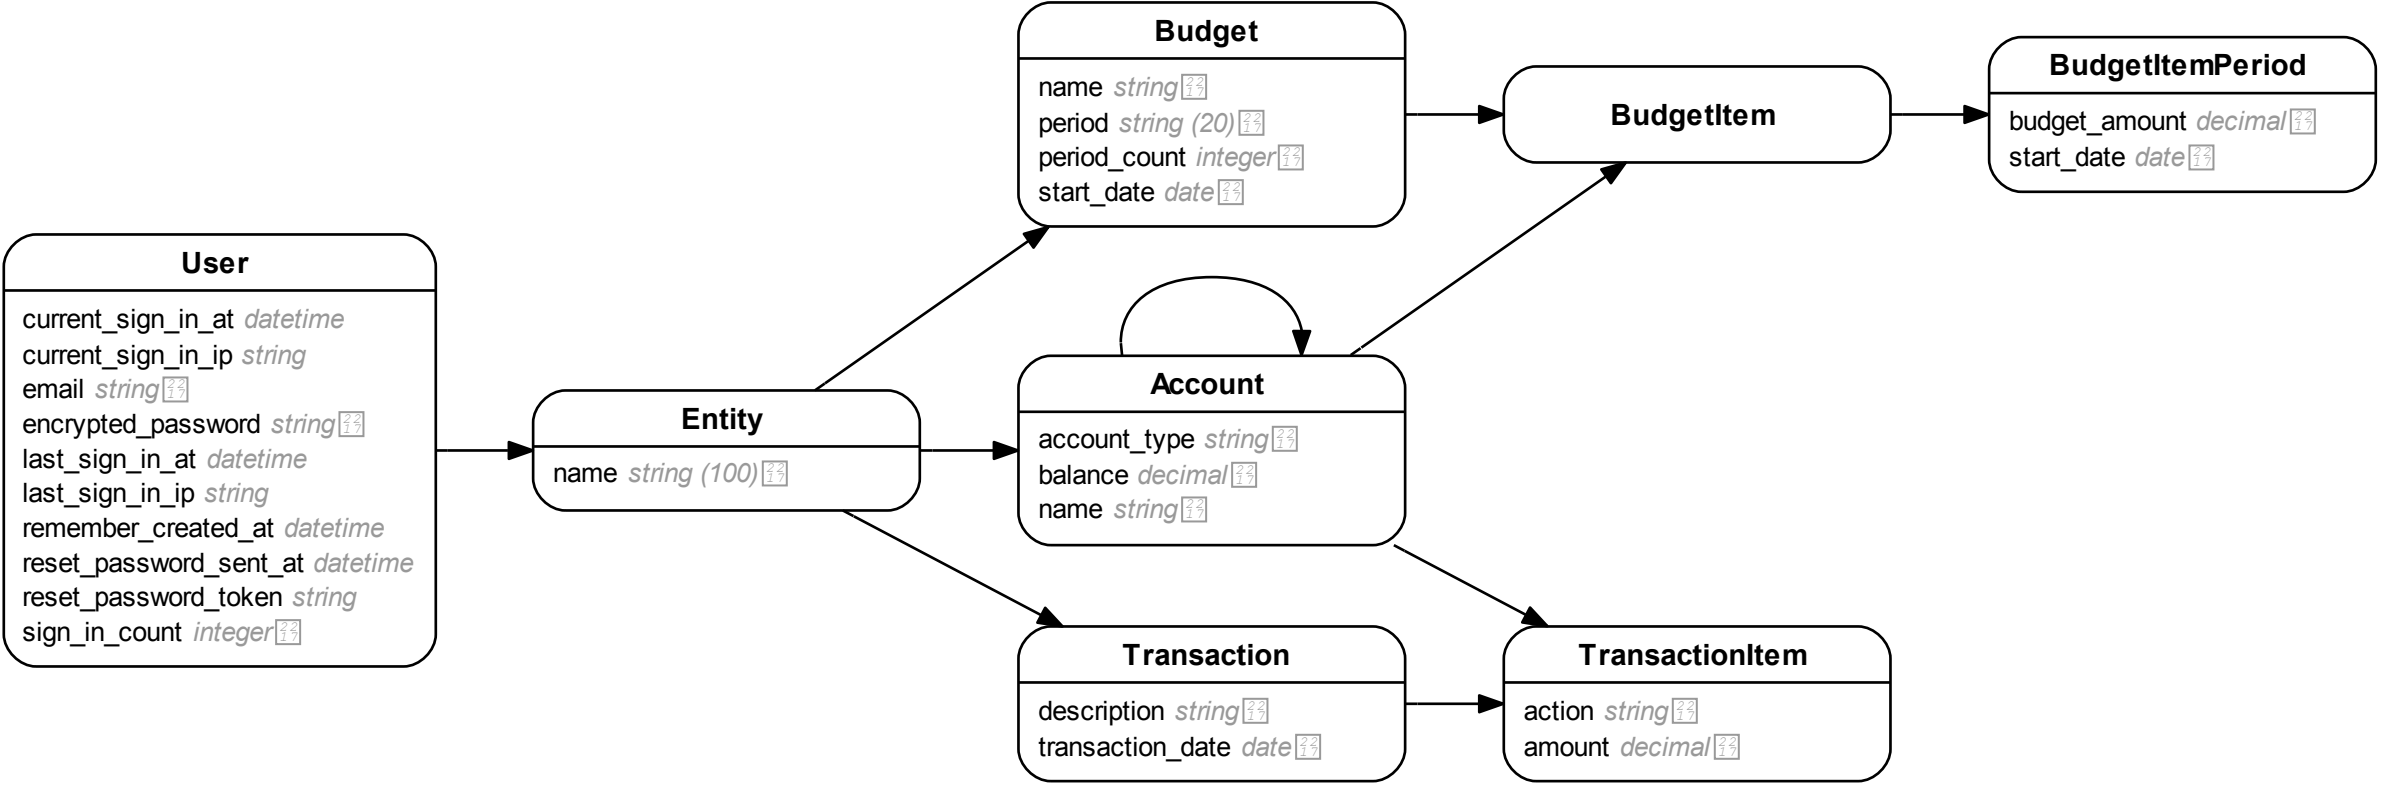 Budget
name string
period string (20)
period_count integer
start_date date
BudgetItem
BudgetItemPeriod
budget_amount decimal
start_date date
User
current_sign_in_at datetime
current_sign_in_ip string
email string
encrypted_password string
last_sign_in_at datetime
last_sign_in_ip string
remember_created_at datetime
reset_password_sent_at datetime
reset_password_token string
sign_in_count integer
Entity
name string (100)
Account
account_type string
balance decimal
name string
Transaction
description string
transaction_date date
TransactionItem
action string
amount decimal